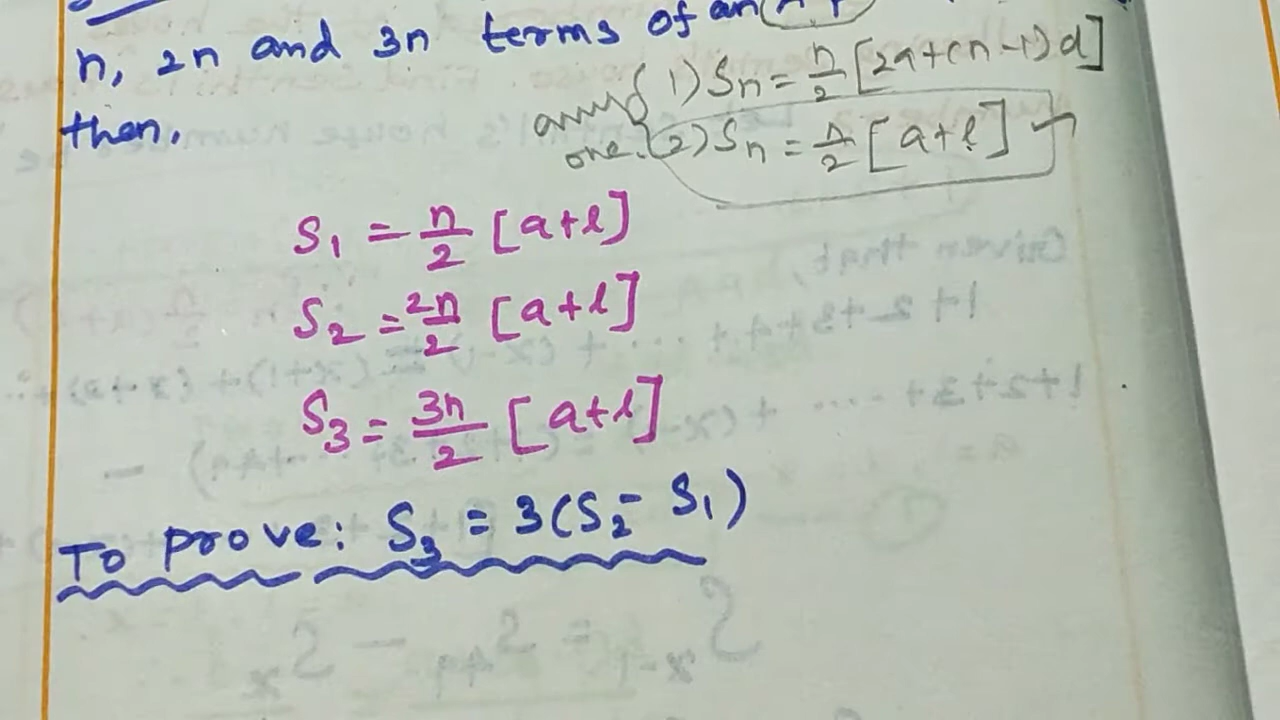 n, 2n and 3n terms of an
then.
any one. { 1) Sn = n/2 [2a+(n-1)d]
(2) Sn = n/2 [a+l]
S₁ = n/2 [a+l]
S₂ = 2n/2 [a+l]
S₃ = 3n/2 [a+l]
To prove: S₃ = 3(S₂ - S₁)